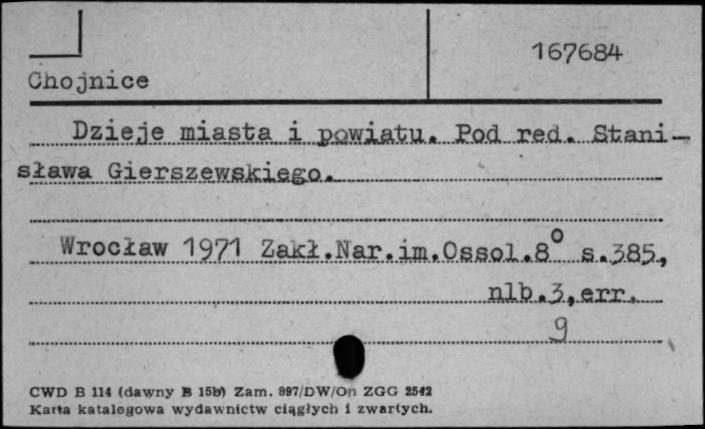 167684
Chojnice
Dzieje miasta i powiatu. Pod red. Stani-
sława Gierszewskiego.
Wrocław 1971 Zakł.Nar.im.Ossol.8° s.385,
nlb.3,err.
9
CWD B 114 (dawny B 15b) Zam. 897/DW/On ZGG 2542
Karta katalogowa wydawnictw ciągłych i zwartych.